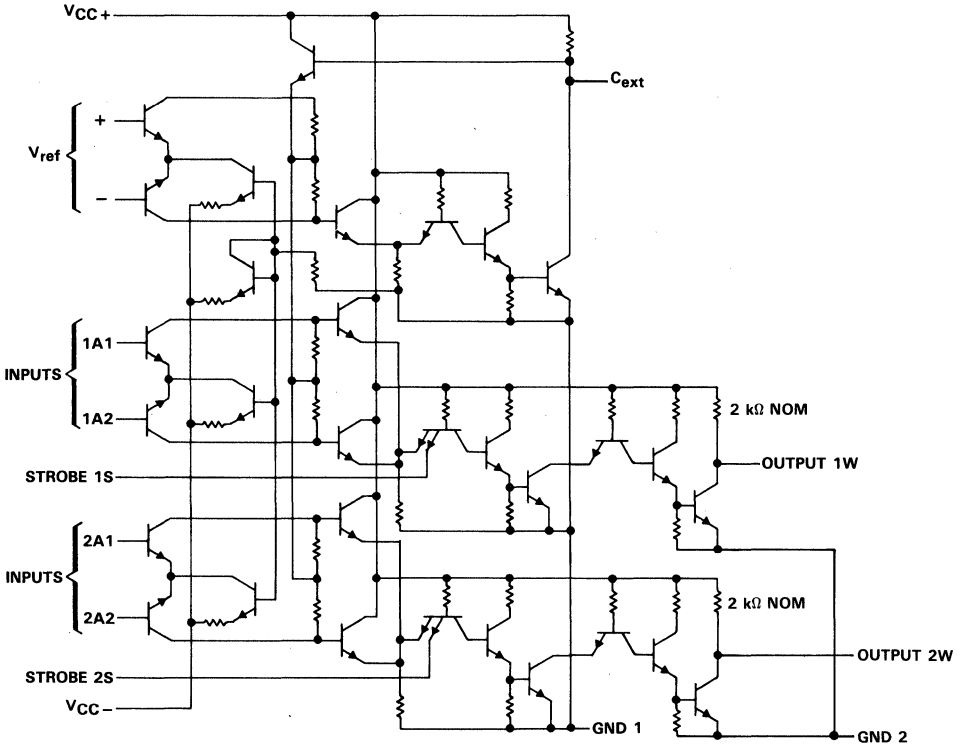 VCC+
Cext
+
Vref
−
1A1
INPUTS
1A2
2 kΩ NOM
OUTPUT 1W
STROBE 1S
2A1
INPUTS
2A2
2 kΩ NOM
OUTPUT 2W
STROBE 2S
VCC−
GND 1
GND 2